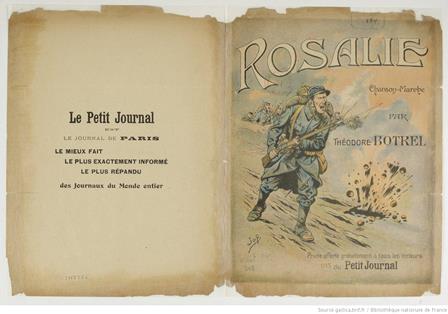 Le Petit Journal
EST
LE JOURNAL DE PARIS
LE MIEUX FAIT
LE PLUS EXACTEMENT INFORMÉ
LE PLUS RÉPANDU
des Journaux du Monde entier
ROSALIE
Chanson-Marche
PAR
THÉODORE BOTREL
Prime offerte gratuitement à tous les lecteurs
du Petit Journal
Source gallica.bnf.fr / Bibliothèque nationale de France